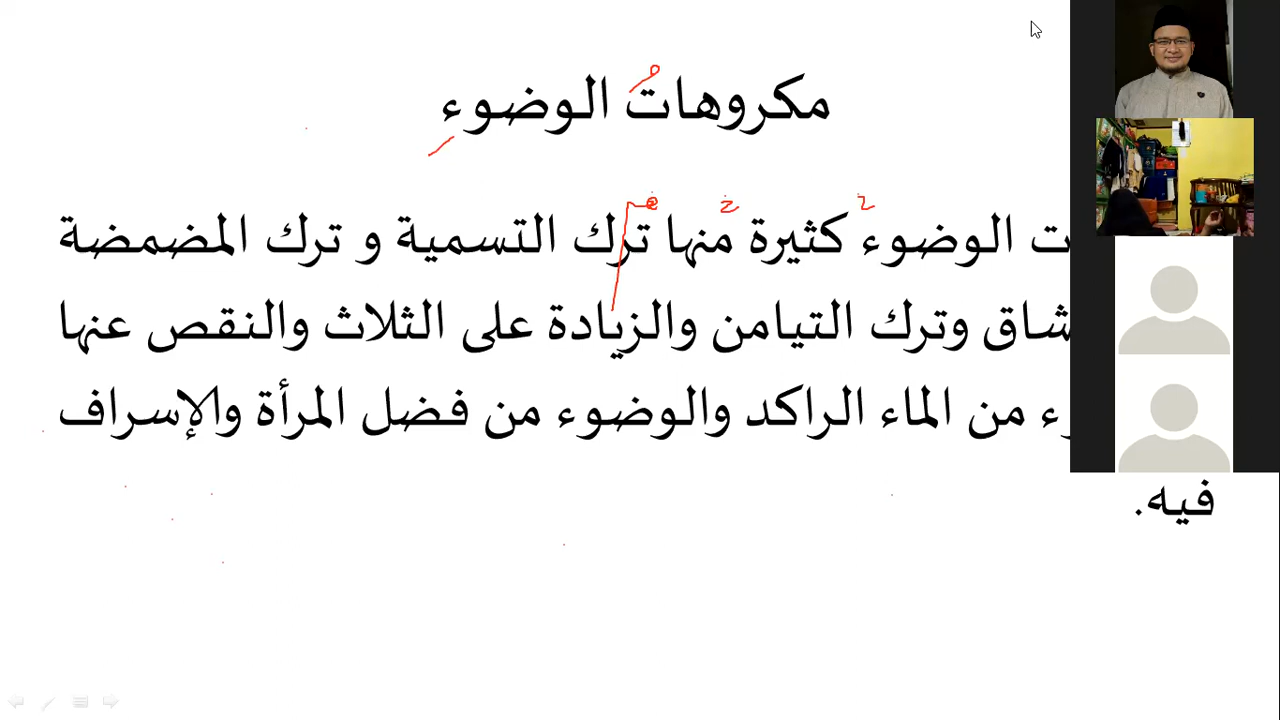 مكروهاتُ الوضوء
الوضوء كثيرة منها ترك التسمية و ترك المضمضة
وترك التيامن والزيادة على الثلاث والنقص عنها
من الماء الراكد والوضوء من فضل المرأة والإسراف
فيه.